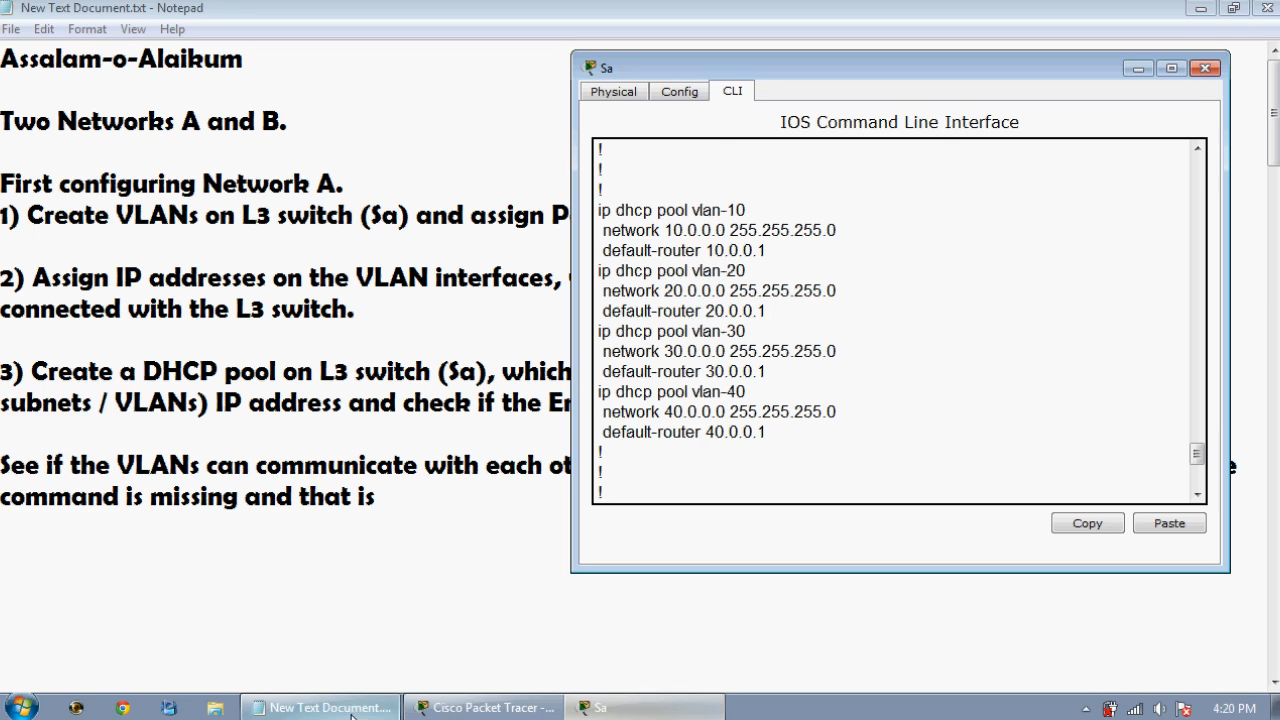 New Text Document.txt - Notepad
File Edit Format View Help
Assalam-o-Alaikum
Two Networks A and B.
First configuring Network A.
1) Create VLANs on L3 switch (Sa) and assign
2) Assign IP addresses on the VLAN interfaces,
connected with the L3 switch.
3) Create a DHCP pool on L3 switch (Sa), which
subnets / VLANs) IP address and check if the
See if the VLANs can communicate with each
command is missing and that is
Sa
Physical Config CLI
IOS Command Line Interface
!
!
!
ip dhcp pool vlan-10
network 10.0.0.0 255.255.255.0
default-router 10.0.0.1
ip dhcp pool vlan-20
network 20.0.0.0 255.255.255.0
default-router 20.0.0.1
ip dhcp pool vlan-30
network 30.0.0.0 255.255.255.0
default-router 30.0.0.1
ip dhcp pool vlan-40
network 40.0.0.0 255.255.255.0
default-router 40.0.0.1
!
!
!
Copy Paste
New Text Document.... Cisco Packet Tracer -... Sa 4:20 PM